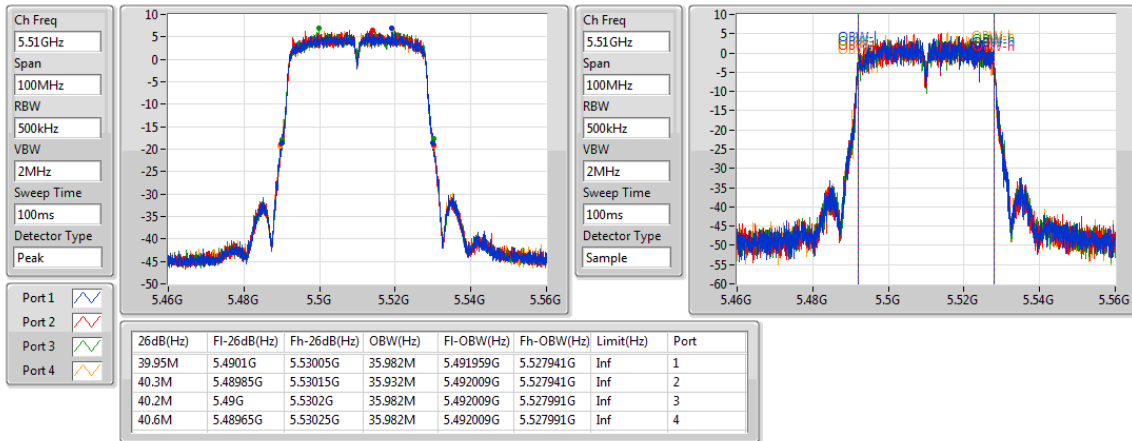 Ch Freq
5.51GHz
Span
100MHz
RBW
500kHz
VBW
2MHz
Sweep Time
100ms
Detector Type
Peak
10
5
0
-5
-10
-15
-20
-25
-30
-35
-40
-45
-50
5.46G 5.48G 5.5G 5.52G 5.54G 5.56G
Ch Freq
5.51GHz
Span
100MHz
RBW
500kHz
VBW
2MHz
Sweep Time
100ms
Detector Type
Sample
10
5
0
-5
-10
-15
-20
-25
-30
-35
-40
-45
-50
-55
-60
5.46G 5.48G 5.5G 5.52G 5.54G 5.56G
Port 1
Port 2
Port 3
Port 4
26dB(Hz) Fl-26dB(Hz) Fh-26dB(Hz) OBW(Hz) Fl-OBW(Hz) Fh-OBW(Hz) Limit(Hz) Port
39.95M 5.4901G 5.53005G 35.982M 5.491959G 5.527941G Inf 1
40.3M 5.48985G 5.53015G 35.932M 5.492009G 5.527941G Inf 2
40.2M 5.49G 5.5302G 35.982M 5.492009G 5.527991G Inf 3
40.6M 5.48965G 5.53025G 35.982M 5.492009G 5.527991G Inf 4